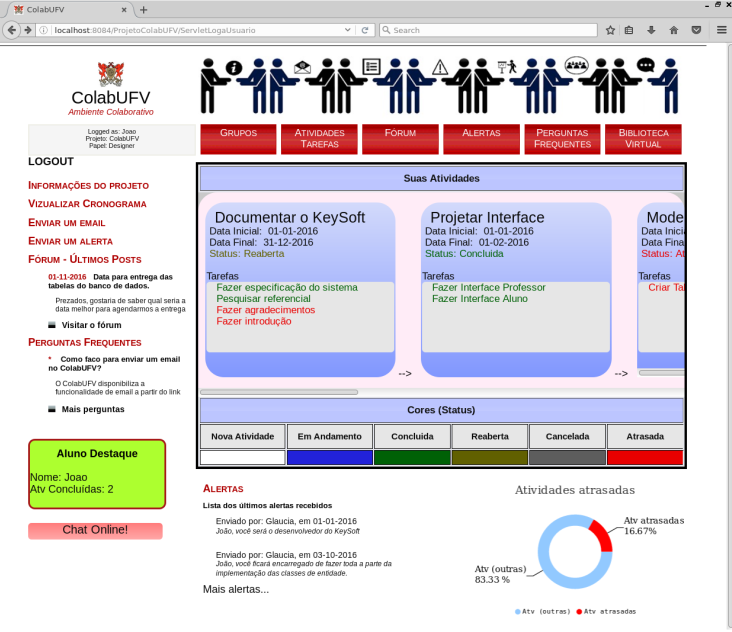 ColabUFV
localhost:8084/ProjetoColabUFV/ServletLogaUsuario
Search
ColabUFV
Ambiente Colaborativo
Logged as: Joao
Projeto: ColabUFV
Papel: Designer
LOGOUT
GRUPOS
ATIVIDADES
TAREFAS
FÓRUM
ALERTAS
PERGUNTAS
FREQUENTES
BIBLIOTECA
VIRTUAL
INFORMAÇÕES DO PROJETO
VIZUALIZAR CRONOGRAMA
ENVIAR UM EMAIL
ENVIAR UM ALERTA
FÓRUM - ÚLTIMOS POSTS
01-11-2016 Data para entrega das
tabelas do banco de dados.
Prezados, gostaria de saber qual seria a
data melhor para agendarmos a entrega
Visitar o fórum
PERGUNTAS FREQUENTES
* Como faco para enviar um email
no ColabUFV?
O ColabUFV disponibiliza a
funcionalidade de email a partir do link
Mais perguntas
Aluno Destaque
Nome: Joao
Atv Concluídas: 2
Chat Online!
Suas Atividades
Documentar o KeySoft
Data Inicial: 01-01-2016
Data Final: 31-12-2016
Status: Reaberta
Tarefas
Fazer especificação do sistema
Pesquisar referencial
Fazer agradecimentos
Fazer introdução
-->
Projetar Interface
Data Inicial: 01-01-2016
Data Final: 01-02-2016
Status: Concluida
Tarefas
Fazer Interface Professor
Fazer Interface Aluno
-->
Mode
Data Inicia
Data Fina
Status: At
Tarefas
Criar Ta
Cores (Status)
Nova Atividade
Em Andamento
Concluida
Reaberta
Cancelada
Atrasada
ALERTAS
Lista dos últimos alertas recebidos
Enviado por: Glaucia, em 01-01-2016
João, você será o desenvolvedor do KeySoft
Enviado por: Glaucia, em 03-10-2016
João, você ficará encarregado de fazer toda a parte da
implementação das classes de entidade.
Mais alertas...
Atividades atrasadas
Atv atrasadas
16.67%
Atv (outras)
83.33 %
Atv (outras) Atv atrasadas